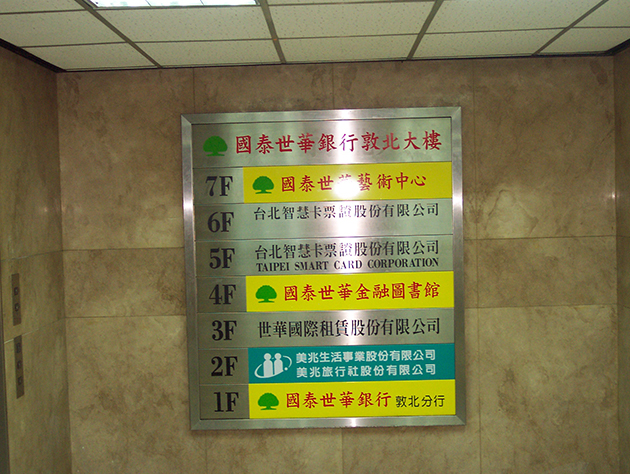 國泰世華銀行敦北大樓
7F 國泰世華藝術中心
6F 台北智慧卡票證股份有限公司
5F 台北智慧卡票證股份有限公司
TAIPEI SMART CARD CORPORATION
4F 國泰世華金融圖書館
3F 世華國際租賃股份有限公司
2F 美兆生活事業股份有限公司
美兆旅行社股份有限公司
1F 國泰世華銀行 敦北分行